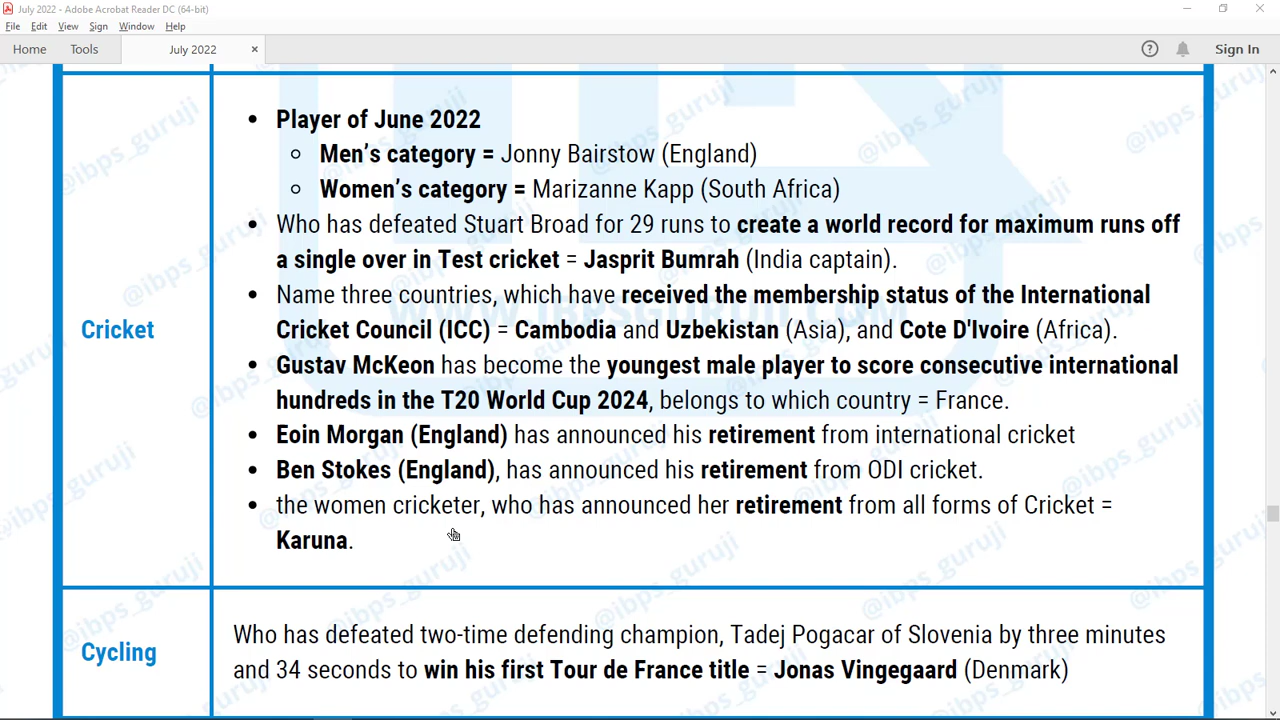 July 2022 - Adobe Acrobat Reader DC (64-bit)
File Edit View Sign Window Help
Home Tools July 2022 × ? Sign In
• Player of June 2022
○ Men's category = Jonny Bairstow (England)
○ Women's category = Marizanne Kapp (South Africa)
• Who has defeated Stuart Broad for 29 runs to create a world record for maximum runs off
a single over in Test cricket = Jasprit Bumrah (India captain).
• Name three countries, which have received the membership status of the International
Cricket Council (ICC) = Cambodia and Uzbekistan (Asia), and Cote D'Ivoire (Africa).
Cricket
• Gustav McKeon has become the youngest male player to score consecutive international
hundreds in the T20 World Cup 2024, belongs to which country = France.
• Eoin Morgan (England) has announced his retirement from international cricket
• Ben Stokes (England), has announced his retirement from ODI cricket.
• the women cricketer, who has announced her retirement from all forms of Cricket =
Karuna.
Cycling
Who has defeated two-time defending champion, Tadej Pogacar of Slovenia by three minutes
and 34 seconds to win his first Tour de France title = Jonas Vingegaard (Denmark)
@ibps_guruji
WWW.IBPSGURUJI.COM